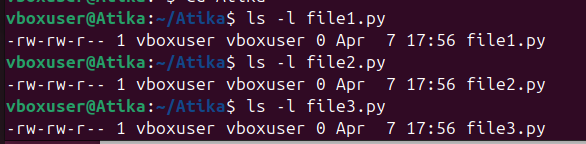 vboxuser@Atika:~/Atika$ ls -l file1.py
-rw-rw-r-- 1 vboxuser vboxuser 0 Apr  7 17:56 file1.py
vboxuser@Atika:~/Atika$ ls -l file2.py
-rw-rw-r-- 1 vboxuser vboxuser 0 Apr  7 17:56 file2.py
vboxuser@Atika:~/Atika$ ls -l file3.py
-rw-rw-r-- 1 vboxuser vboxuser 0 Apr  7 17:56 file3.py